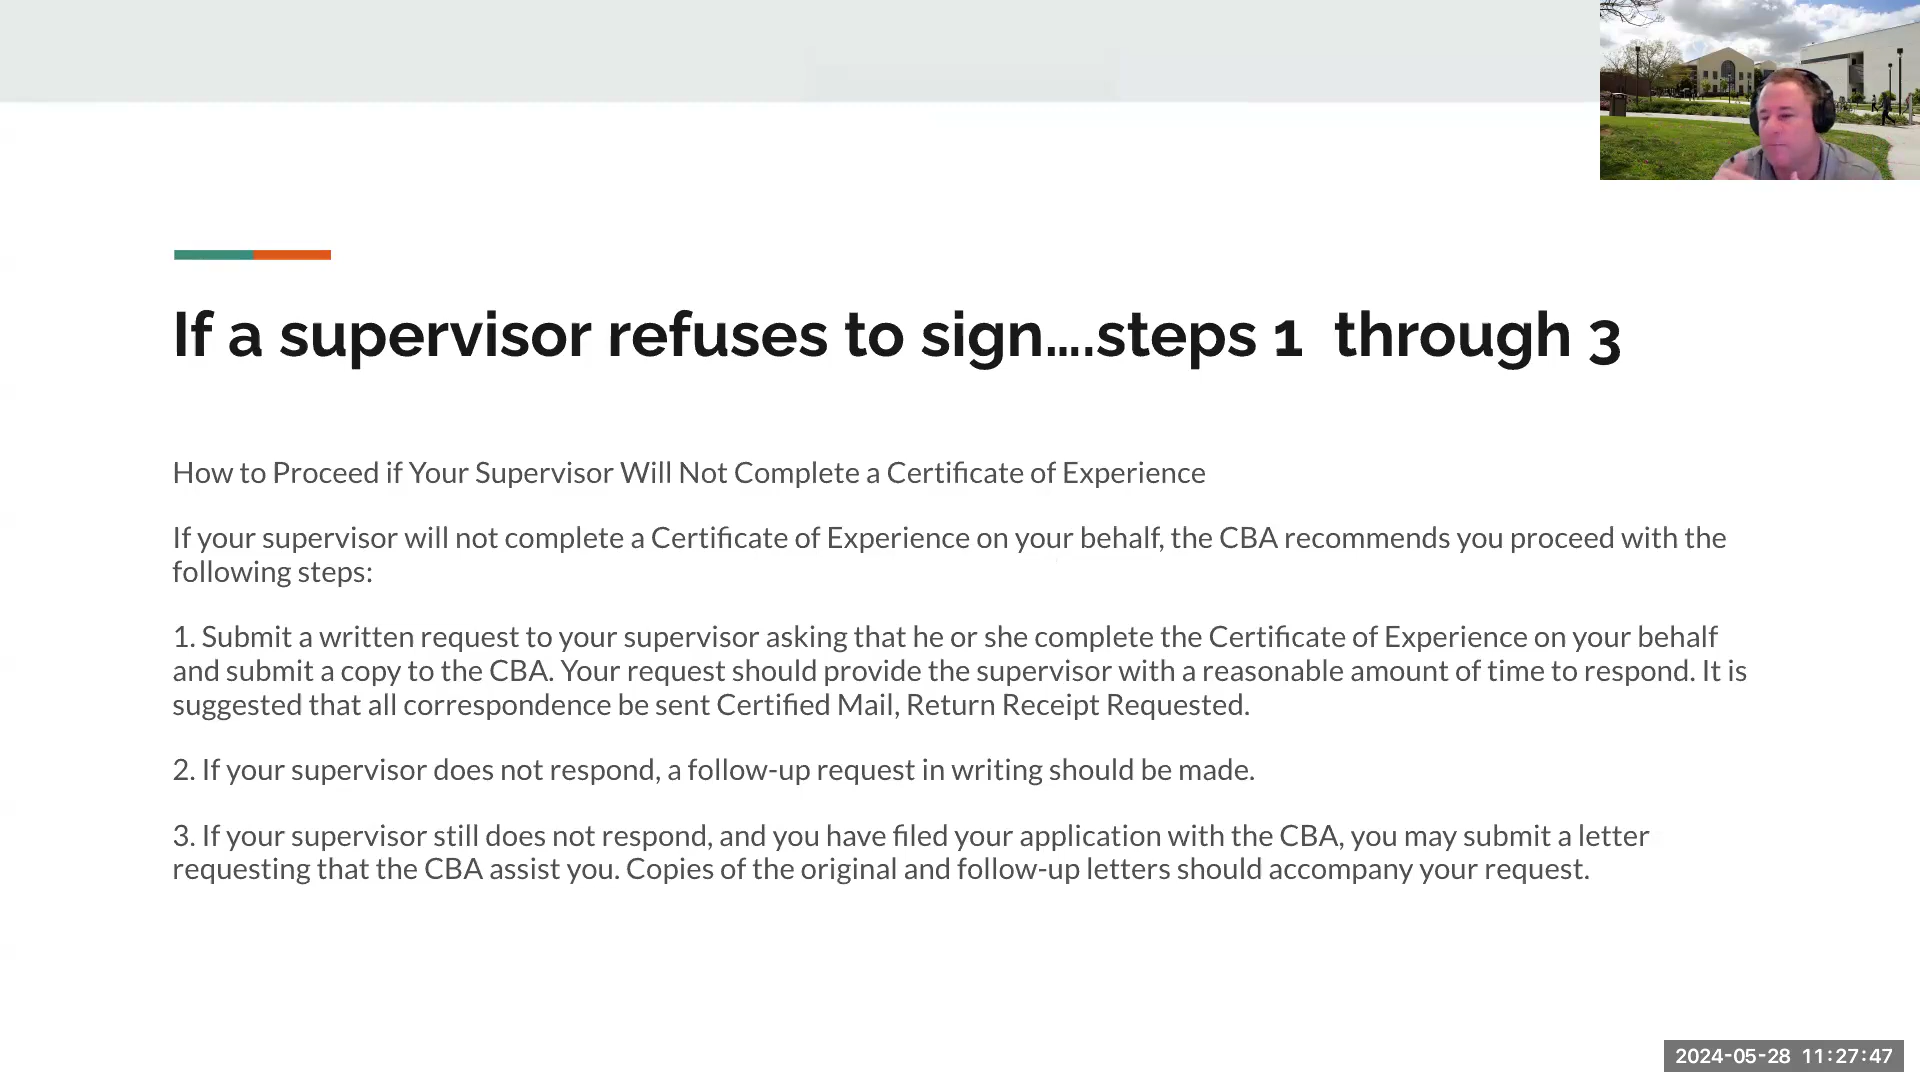 If a supervisor refuses to sign....steps 1  through 3
How to Proceed if Your Supervisor Will Not Complete a Certificate of Experience
If your supervisor will not complete a Certificate of Experience on your behalf, the CBA recommends you proceed with the
following steps:
1. Submit a written request to your supervisor asking that he or she complete the Certificate of Experience on your behalf
and submit a copy to the CBA. Your request should provide the supervisor with a reasonable amount of time to respond. It is
suggested that all correspondence be sent Certified Mail, Return Receipt Requested.
2. If your supervisor does not respond, a follow-up request in writing should be made.
3. If your supervisor still does not respond, and you have filed your application with the CBA, you may submit a letter
requesting that the CBA assist you. Copies of the original and follow-up letters should accompany your request.
2024-05-28 11:27:47